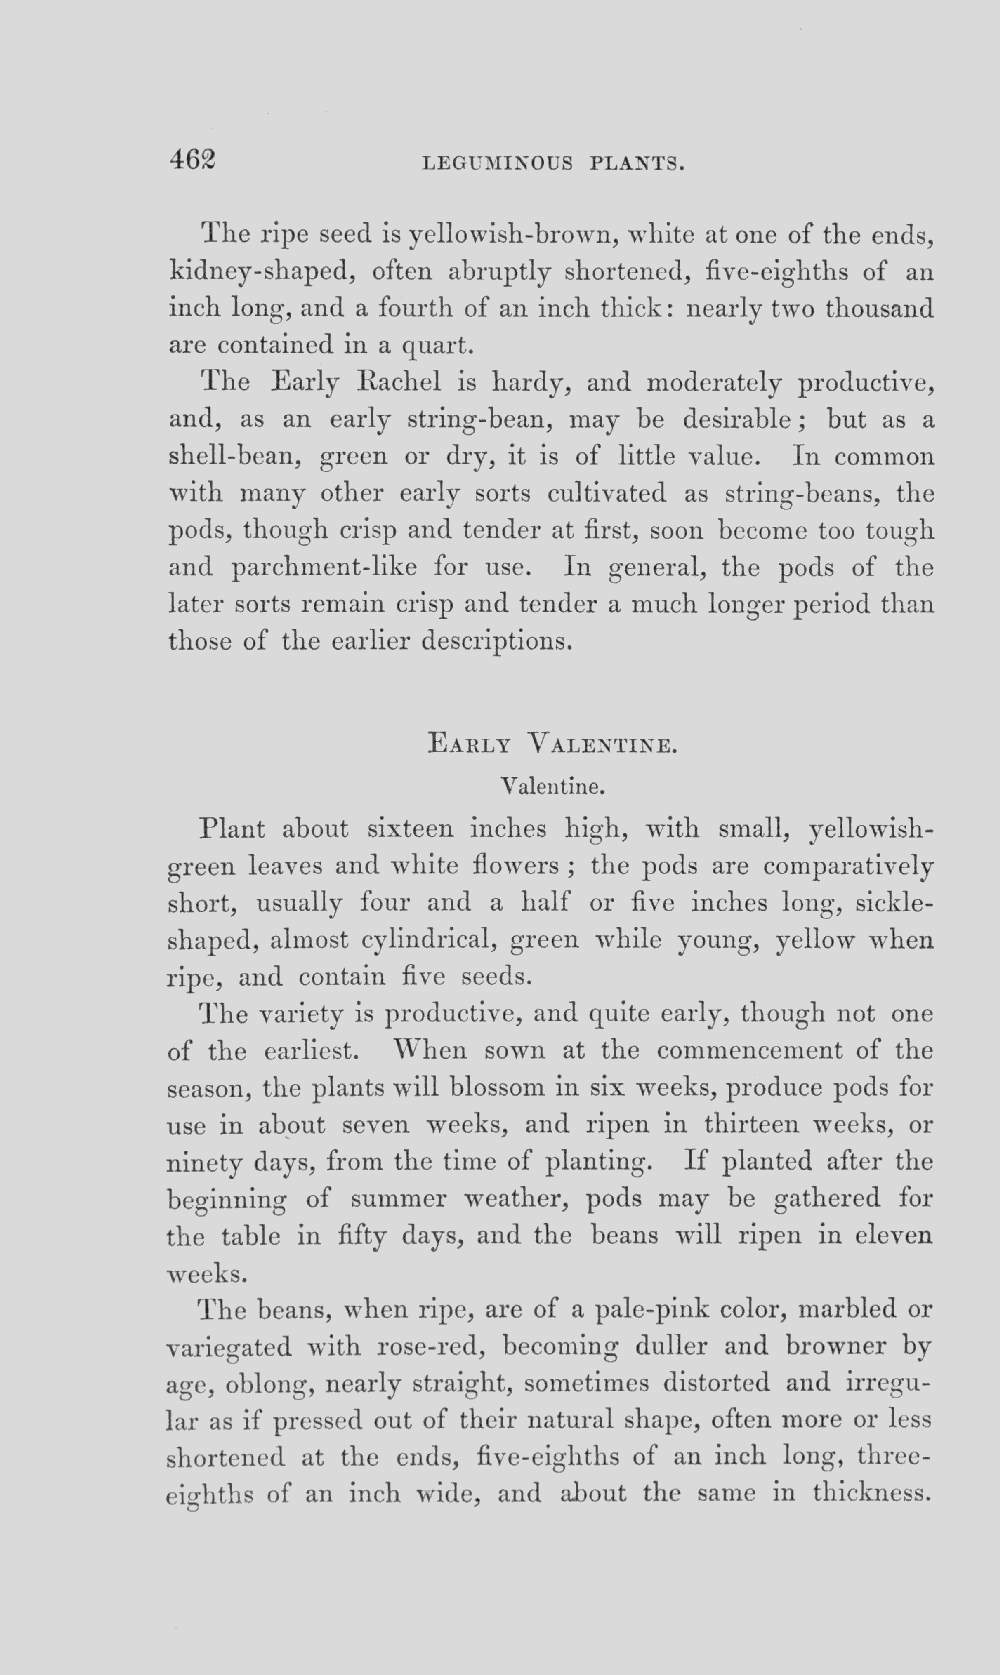 462 LEGUMINOUS PLANTS.
The ripe seed is yellowish-brown, white at one of the ends,
kidney-shaped, often abruptly shortened, five-eighths of an
inch long, and a fourth of an inch thick: nearly two thousand
are contained in a quart.
The Early Rachel is hardy, and moderately productive,
and, as an early string-bean, may be desirable; but as a
shell-bean, green or dry, it is of little value. In common
with many other early sorts cultivated as string-beans, the
pods, though crisp and tender at first, soon become too tough
and parchment-like for use. In general, the pods of the
later sorts remain crisp and tender a much longer period than
those of the earlier descriptions.
EARLY VALENTINE.
Valentine.
Plant about sixteen inches high, with small, yellowish-
green leaves and white flowers; the pods are comparatively
short, usually four and a half or five inches long, sickle-
shaped, almost cylindrical, green while young, yellow when
ripe, and contain five seeds.
The variety is productive, and quite early, though not one
of the earliest. When sown at the commencement of the
season, the plants will blossom in six weeks, produce pods for
use in about seven weeks, and ripen in thirteen weeks, or
ninety days, from the time of planting. If planted after the
beginning of summer weather, pods may be gathered for
the table in fifty days, and the beans will ripen in eleven
weeks.
The beans, when ripe, are of a pale-pink color, marbled or
variegated with rose-red, becoming duller and browner by
age, oblong, nearly straight, sometimes distorted and irregu-
lar as if pressed out of their natural shape, often more or less
shortened at the ends, five-eighths of an inch long, three-
eighths of an inch wide, and about the same in thickness.